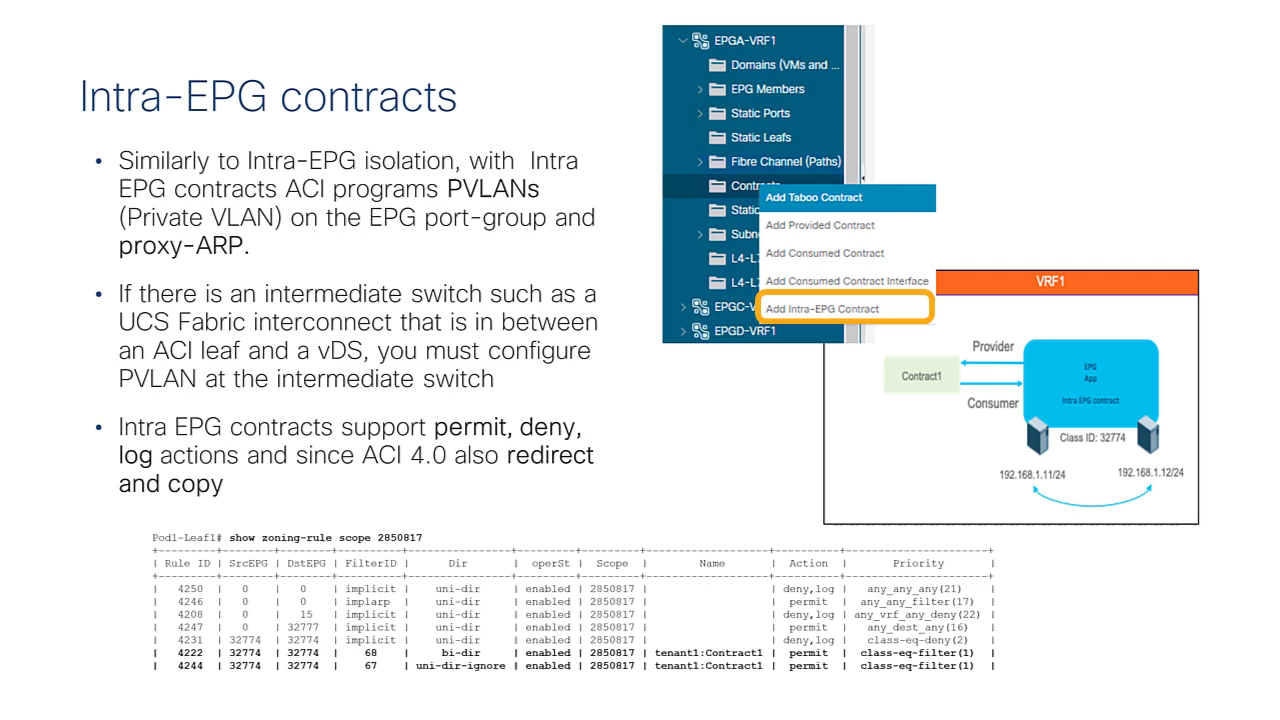 Intra-EPG contracts
• Similarly to Intra-EPG isolation, with Intra
EPG contracts ACI programs PVLANs
(Private VLAN) on the EPG port-group and
proxy-ARP.
• If there is an intermediate switch such as a
UCS Fabric interconnect that is in between
an ACI leaf and a vDS, you must configure
PVLAN at the intermediate switch
• Intra EPG contracts support permit, deny,
log actions and since ACI 4.0 also redirect
and copy
EPGA-VRF1
Domains (VMs and ...
EPG Members
Static Ports
Static Leafs
Fibre Channel (Paths)
Contracts
Static
Subn
L4-L7
L4-L
EPGC-V
EPGD-VRF1
Add Taboo Contract
Add Provided Contract
Add Consumed Contract
Add Consumed Contract Interface
Add Intra-EPG Contract
VRF1
Provider
Contract1
Consumer
EPG
App
Intra EPG contract
Class ID: 32774
192.168.1.11/24
192.168.1.12/24
Pod1-Leaf1# show zoning-rule scope 2850817
+---------+--------+--------+----------+----------------+---------+---------+------------------+----------+----------------------+
| Rule ID | SrcEPG | DstEPG | FilterID | Dir | operSt | Scope | Name | Action | Priority |
+---------+--------+--------+----------+----------------+---------+---------+------------------+----------+----------------------+
| 4250 | 0 | 0 | implicit | uni-dir | enabled | 2850817 | | deny,log | any_any_any(21) |
| 4246 | 0 | 0 | implarp | uni-dir | enabled | 2850817 | | permit | any_any_filter(17) |
| 4208 | 0 | 15 | implicit | uni-dir | enabled | 2850817 | | deny,log | any_vrf_any_deny(22) |
| 4247 | 0 | 32777 | implicit | uni-dir | enabled | 2850817 | | permit | any_dest_any(16) |
| 4231 | 32774 | 32774 | implicit | uni-dir | enabled | 2850817 | | deny,log | class-eq-deny(2) |
| 4222 | 32774 | 32774 | 68 | bi-dir | enabled | 2850817 | tenant1:Contract1 | permit | class-eq-filter(1) |
| 4244 | 32774 | 32774 | 67 | uni-dir-ignore | enabled | 2850817 | tenant1:Contract1 | permit | class-eq-filter(1) |